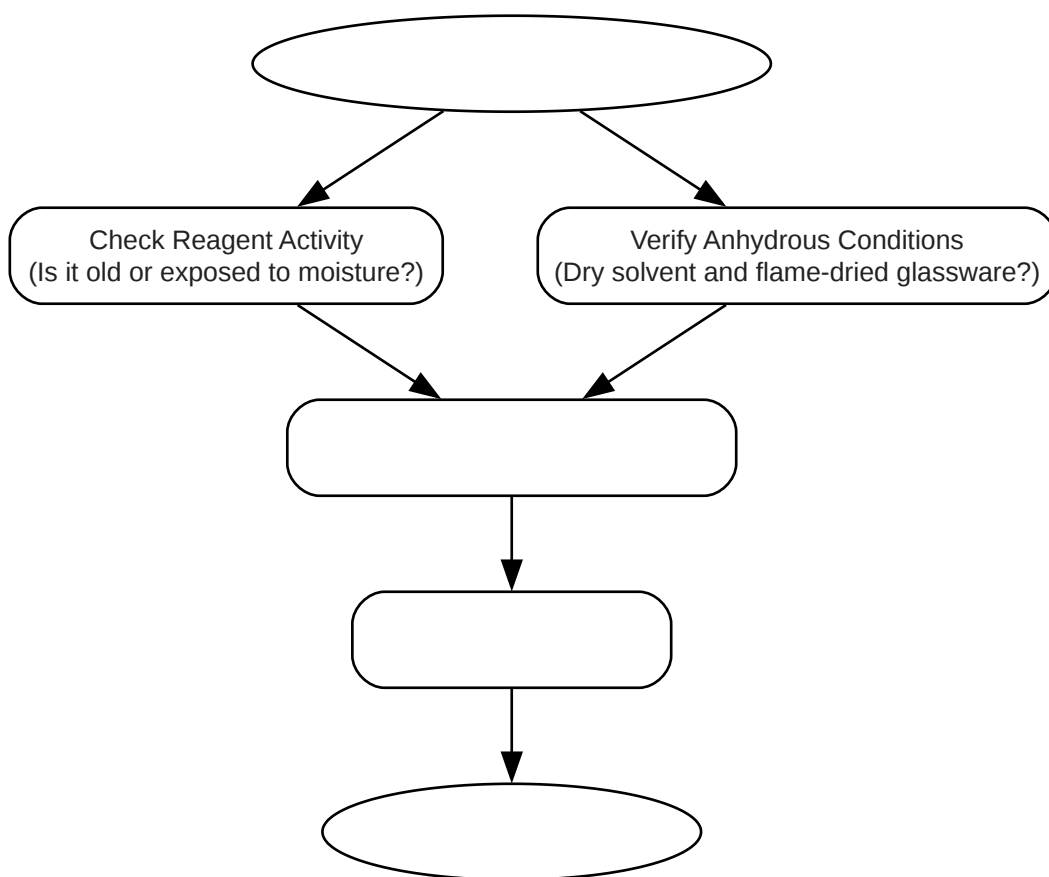 Check Reagent Activity
(Is it old or exposed to moisture?)
Verify Anhydrous Conditions
(Dry solvent and flame-dried glassware?)